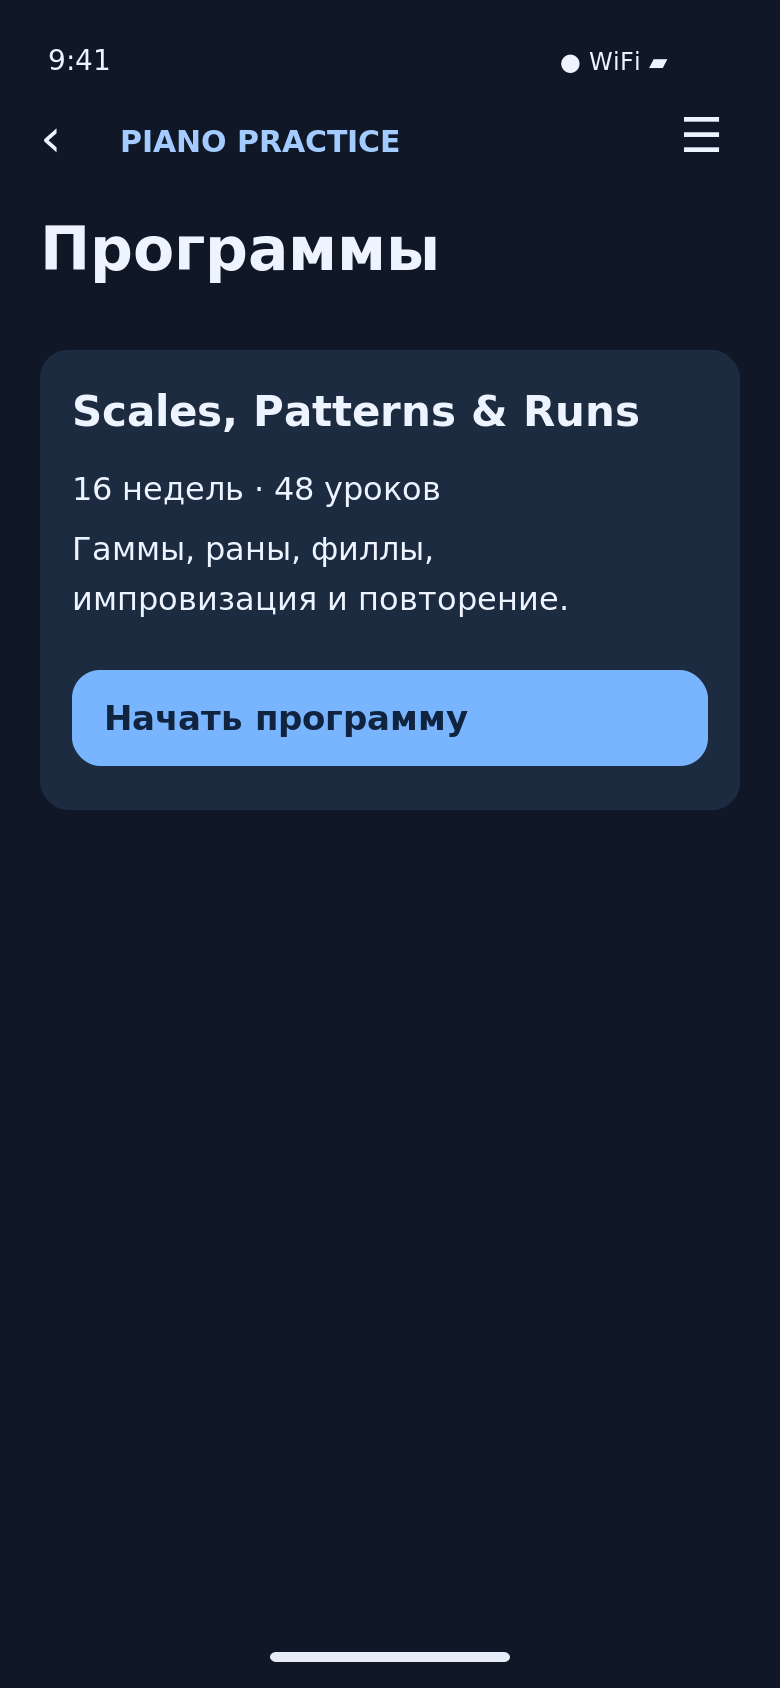 9:41 ● WiFi ▰
‹ PIANO PRACTICE ☰
Программы
Scales, Patterns & Runs
16 недель · 48 уроков
Гаммы, раны, филлы,
импровизация и повторение.
Начать программу